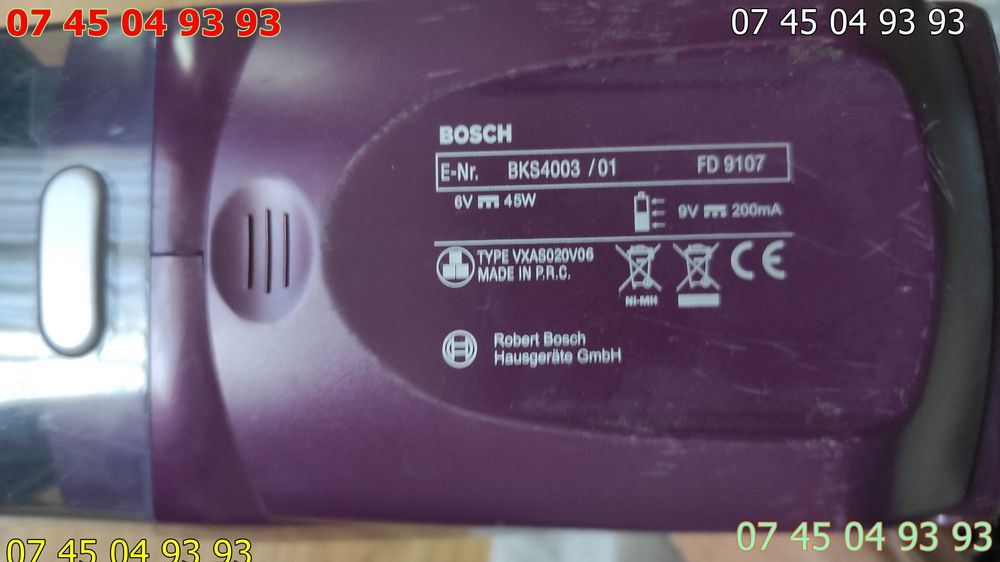 07 45 04 93 93
07 45 04 93 93
BOSCH
E-Nr. BKS4003 /01 FD 9107
6V 45W
9V 200mA
TYPE VXAS020V06
MADE IN P.R.C.
NI-MH
CE
Robert Bosch
Hausgeräte GmbH
07 45 04 93 93
07 45 04 93 93